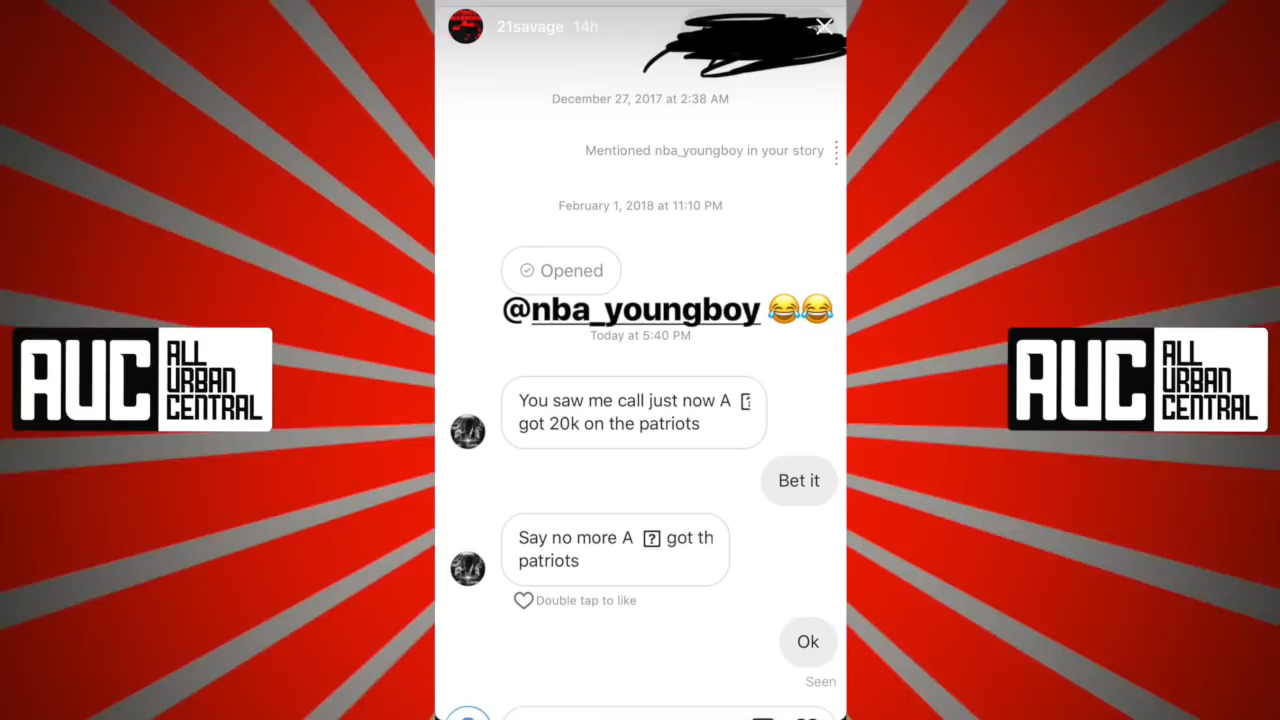 21savage 14h
December 27, 2017 at 2:38 AM
Mentioned nba_youngboy in your story
February 1, 2018 at 11:10 PM
Opened
@nba_youngboy 😂😂
Today at 5:40 PM
You saw me call just now A
got 20k on the patriots
Bet it
Say no more A ⍰ got th
patriots
Double tap to like
Ok
Seen
AUC
ALL
URBAN
CENTRAL
AUC
ALL
URBAN
CENTRAL